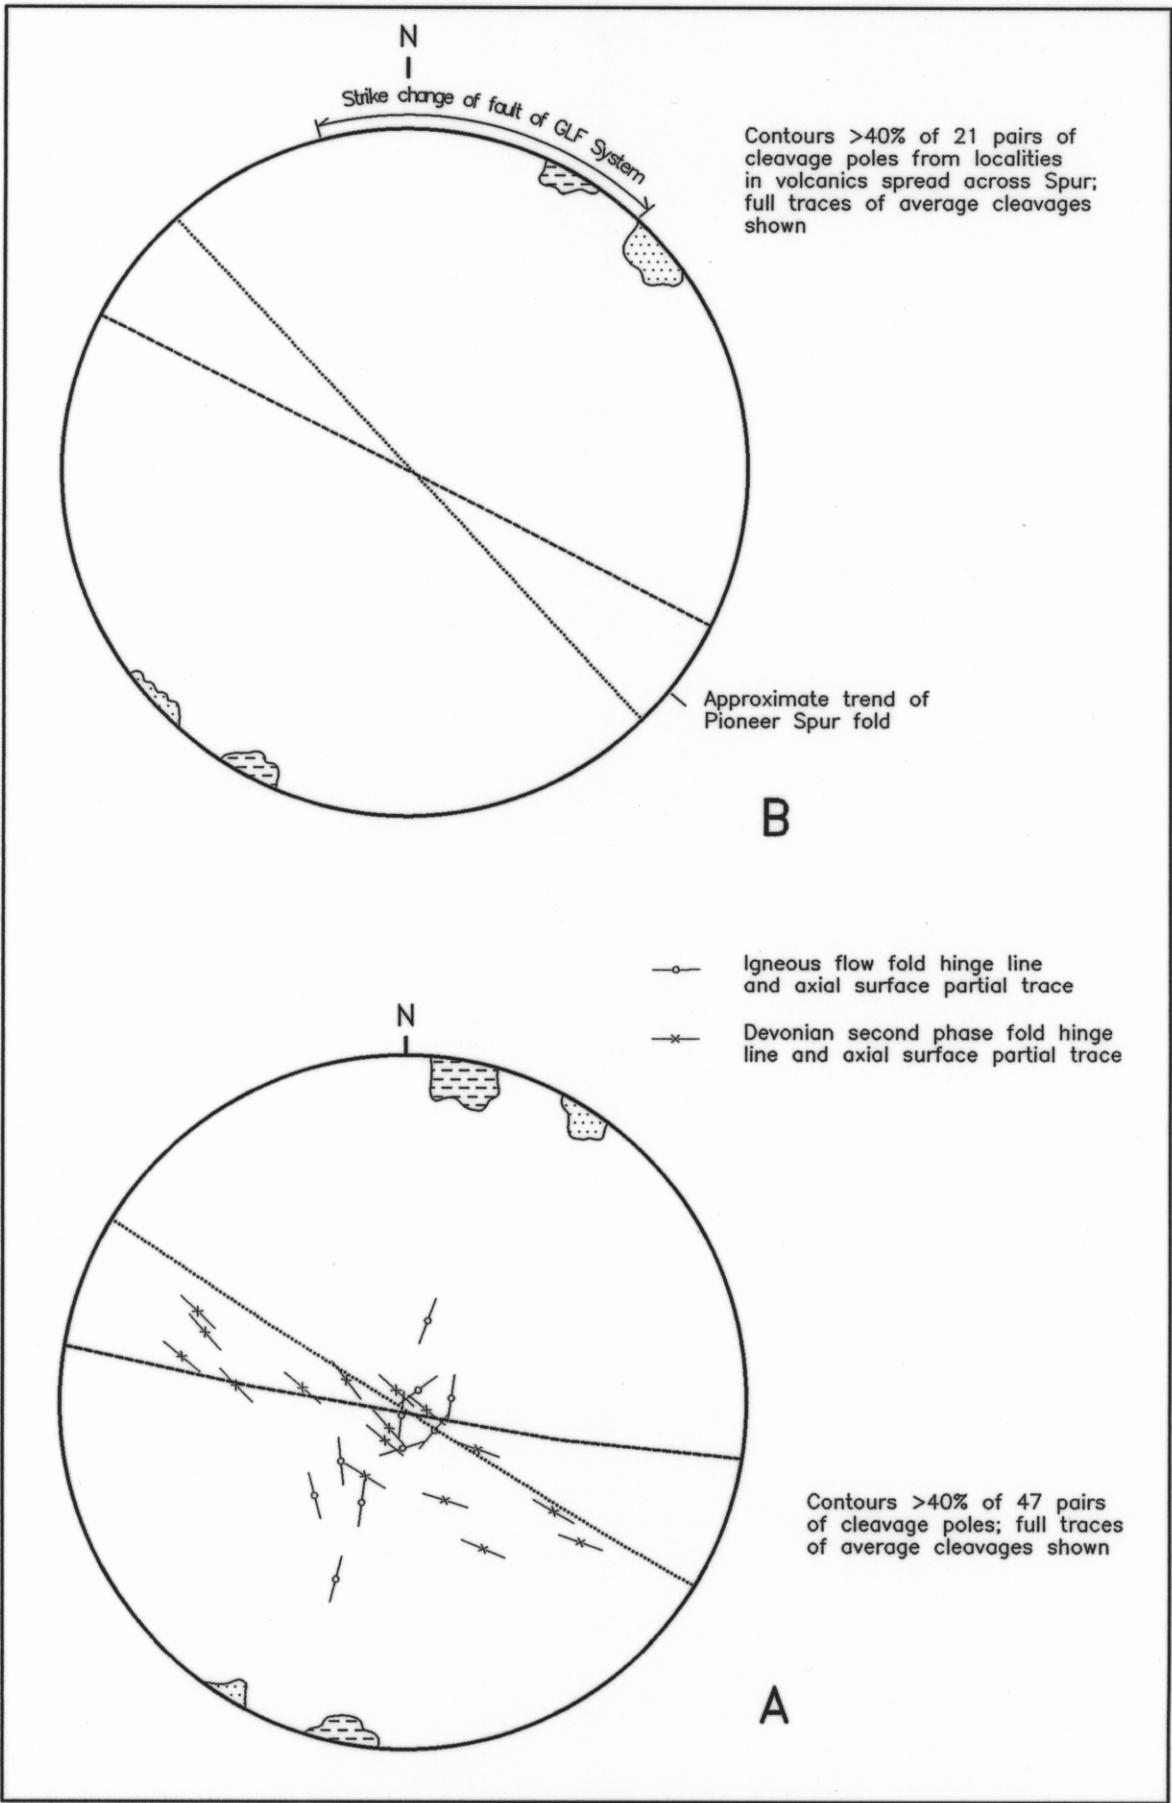 N
Strike change of fault of GLF System
Contours >40% of 21 pairs of
cleavage poles from localities
in volcanics spread across Spur;
full traces of average cleavages
shown
Approximate trend of
Pioneer Spur fold
B
Igneous flow fold hinge line
and axial surface partial trace
N
Devonian second phase fold hinge
line and axial surface partial trace
Contours >40% of 47 pairs
of cleavage poles; full traces
of average cleavages shown
A